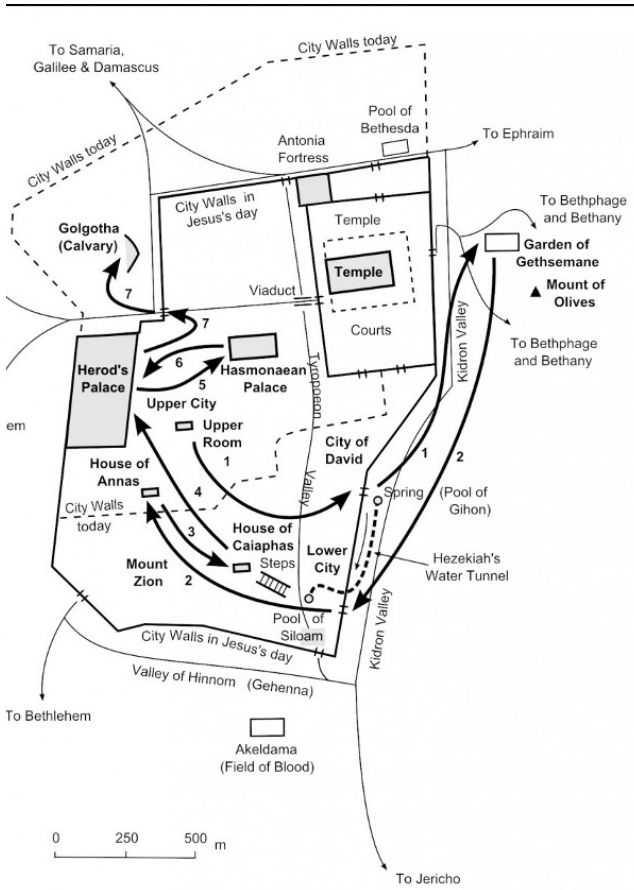 City Walls today
To Samaria,
Galilee & Damascus
Pool of
Bethesda
To Ephraim
Antonia
Fortress
City Walls today
City Walls in
Jesus's day
Temple
To Bethphage
and Bethany
Golgotha
(Calvary)
Garden of
Gethsemane
Temple
Mount of
Olives
7
Viaduct
Courts
Kidron Valley
To Bethphage
and Bethany
7
6
Herod's
Palace
5
Hasmonaean
Palace
Tyropoeon
Valley
Upper City
em
Upper
Room
City of
David
1
1
2
House of
Annas
4
Spring
(Pool of
Gihon)
City Walls
today
3
House of
Caiaphas
Steps
Lower
City
Hezekiah's
Water Tunnel
Mount
Zion
2
Pool of
Siloam
Kidron Valley
City Walls in Jesus's day
Valley of Hinnom (Gehenna)
To Bethlehem
Akeldama
(Field of Blood)
0 250 500 m
To Jericho